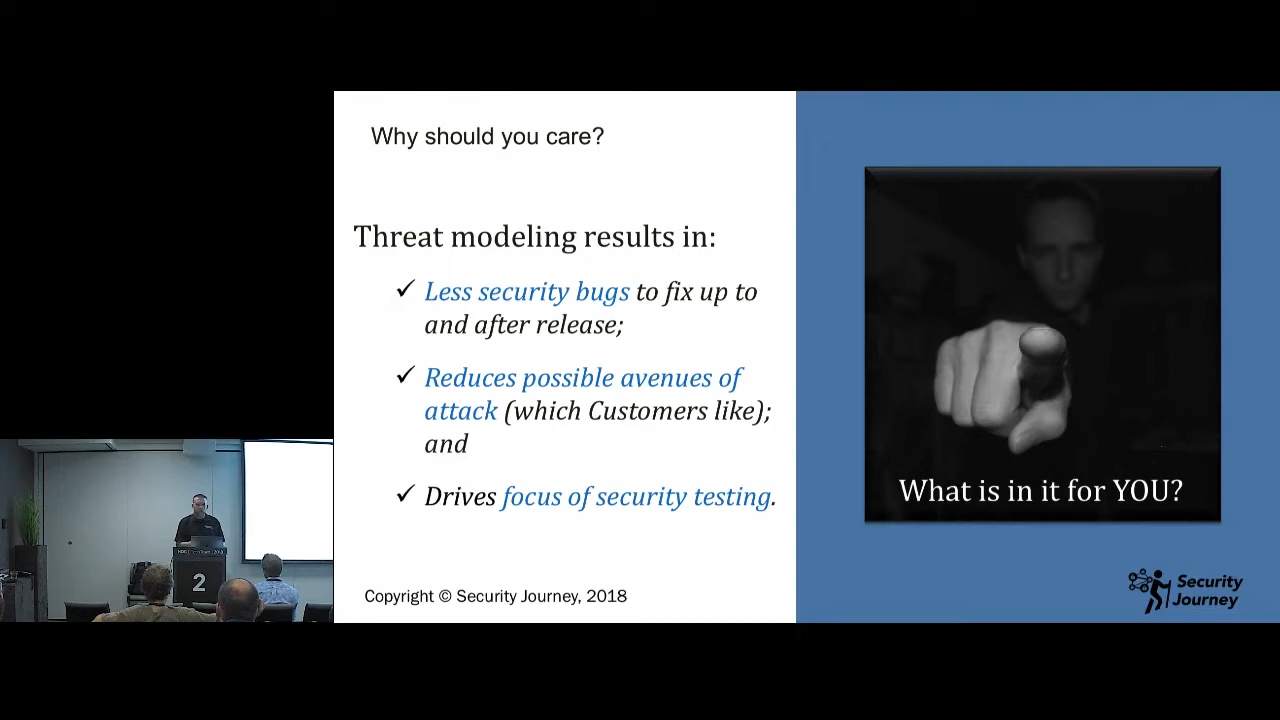 Why should you care?
Threat modeling results in:
✓ Less security bugs to fix up to
and after release;
✓ Reduces possible avenues of
attack (which Customers like);
and
✓ Drives focus of security testing.
Copyright © Security Journey, 2018
What is in it for YOU?
Security
Journey
2